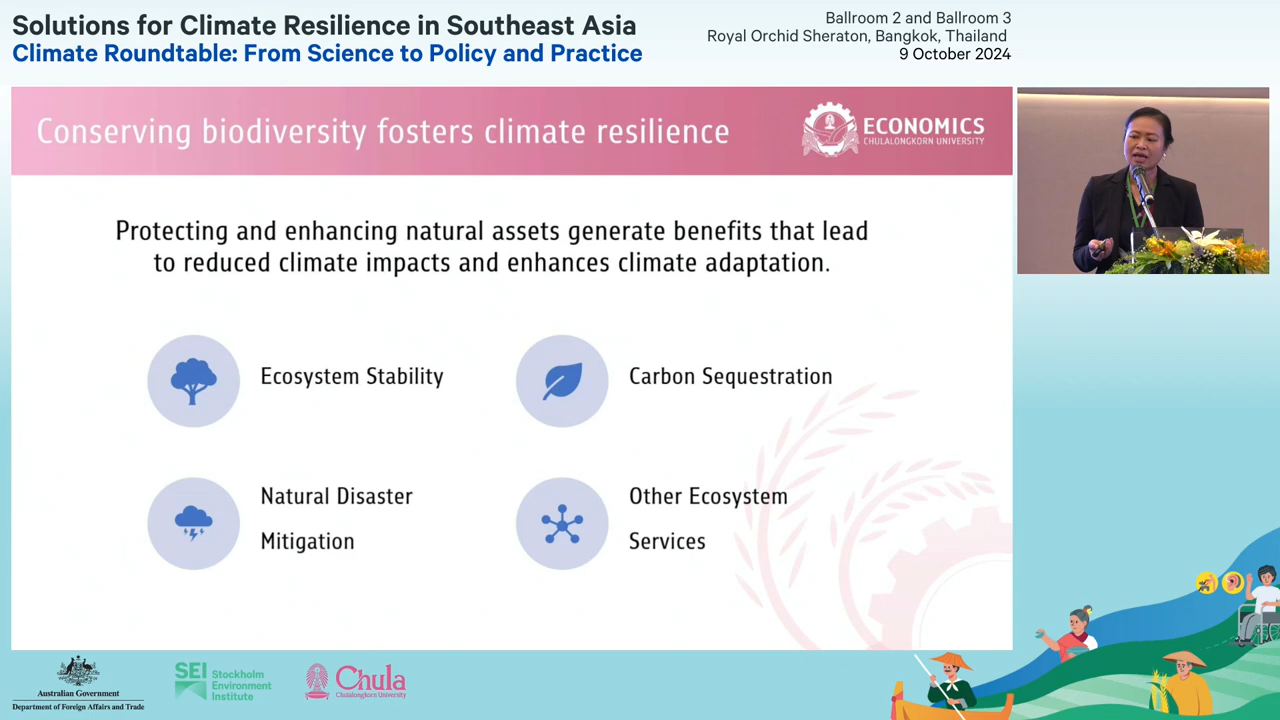 Solutions for Climate Resilience in Southeast Asia
Climate Roundtable: From Science to Policy and Practice
Ballroom 2 and Ballroom 3
Royal Orchid Sheraton, Bangkok, Thailand
9 October 2024
Conserving biodiversity fosters climate resilience
ECONOMICS
CHULALONGKORN UNIVERSITY
Protecting and enhancing natural assets generate benefits that lead
to reduced climate impacts and enhances climate adaptation.
Ecosystem Stability
Carbon Sequestration
Natural Disaster
Mitigation
Other Ecosystem
Services
Australian Government
Department of Foreign Affairs and Trade
SEI
Stockholm
Environment
Institute
Chula
Chulalongkorn University